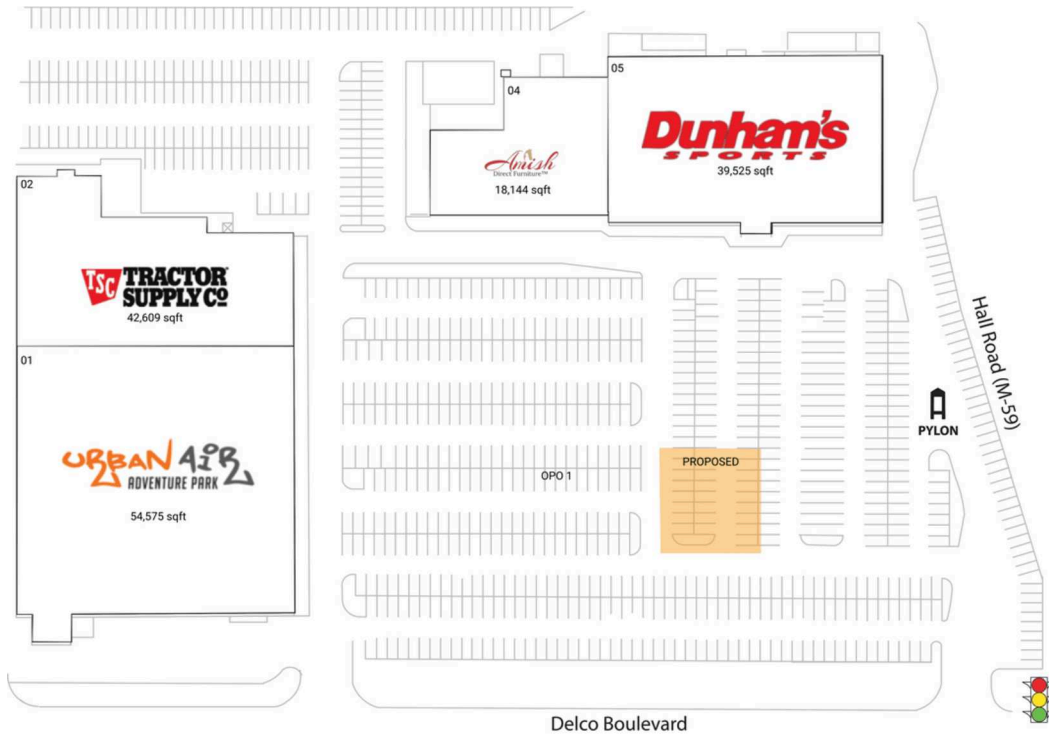 04
Amish
Direct Furniture™
18,144 sqft
05
Dunham's
SPORTS
39,525 sqft
02
TSC TRACTOR
SUPPLY CO
42,609 sqft
01
URBAN AIR
ADVENTURE PARK
54,575 sqft
OPO 1
PROPOSED
PYLON
Hall Road (M-59)
Delco Boulevard